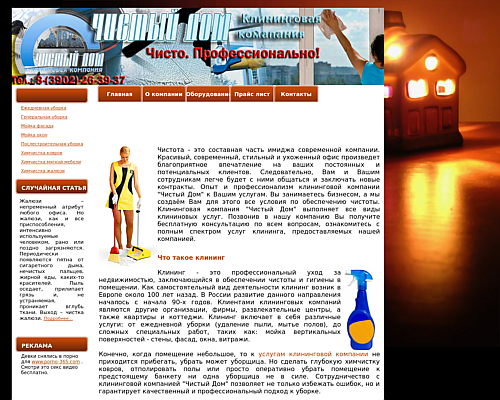 ЧИСТЫЙ ДОМ
Клининговая
компания
Чисто. Профессионально!
ЧИСТЫЙ ДОМ
компания
тел. 8-(3902)-26-39-37
Главная О компании Оборудование Прайс лист Контакты
Ежедневная уборка
Генеральная уборка
Мойка фасада
Мойка окон
Послестроительная уборка
Химчистка ковров
Химчистка мягкой мебели
Химчистка жалюзи
СЛУЧАЙНАЯ СТАТЬЯ
Жалюзи -
непременный атрибут
любого офиса. Но
жалюзи, как и все
приспособления,
интенсивно
используемые
человеком, рано или
поздно загрязняются.
Периодически
появляются пятна от
сигаретного дыма,
нечистых пальцев,
жирной еды, каких-то
красителей. Пыль
оседает, прилипает
грязь и, не
устраняемая,
проникает вглубь
ткани. Выход – чистка
жалюзи. Подробнее...
РЕКЛАМА
Девки снялись в порно
для www.porno-365.com .
Смотри это секс видео
бесплатно.
Чистота - это составная часть имиджа современной компании.
Красивый, современный, стильный и ухоженный офис произведет
благоприятное впечатление на ваших постоянных и
потенциальных клиентов. Следовательно, Вам и Вашим
сотрудникам легче будет с ними общаться и заключать новые
контракты. Опыт и профессионализм клининговой компании
"Чистый Дом" к Вашим услугам. Вы занимаетесь бизнесом, а мы
создаём Вам для этого все условия по обеспечению чистоты.
Клининговая компания "Чистый Дом" выполняет все виды
клининовых услуг. Позвонив в нашу компанию Вы получите
бесплатную консультацию по всем вопросам, ознакомитесь с
полным спектром услуг клининга, предоставляемых нашей
компанией.
Что такое клининг
Клининг - это профессиональный уход за
недвижимостью, заключающийся в обеспечении чистоты и гигиены в
помещении. Как самостоятельный вид деятельности клининг возник в
Европе около 100 лет назад. В России развитие данного направления
началось с начала 90-х годов. Клиентами клининговых компаний
являются другие организации, фирмы, развлекательные центры, а
также квартиры и коттеджи. Клининг включает в себя различные
услуги: от ежедневной уборки (удаление пыли, мытье полов), до
сложных специальных работ, таких как: мойка вертикальных
поверхностей - стены, фасад, окна, витражи.
Конечно, когда помещение небольшое, то к услугам клининговой компании не
приходится прибегать, убрать может уборщица. Но сделать глубокую химчистку
ковров, отполировать полы или просто оперативно убрать помещение к
предстоящему банкету ни одна уборщица не в силе. Сотрудничество с
клининговой компанией "Чистый Дом" позволяет не только избежать ошибок, но и
гарантирует качественный и профессиональный подход к уборке.